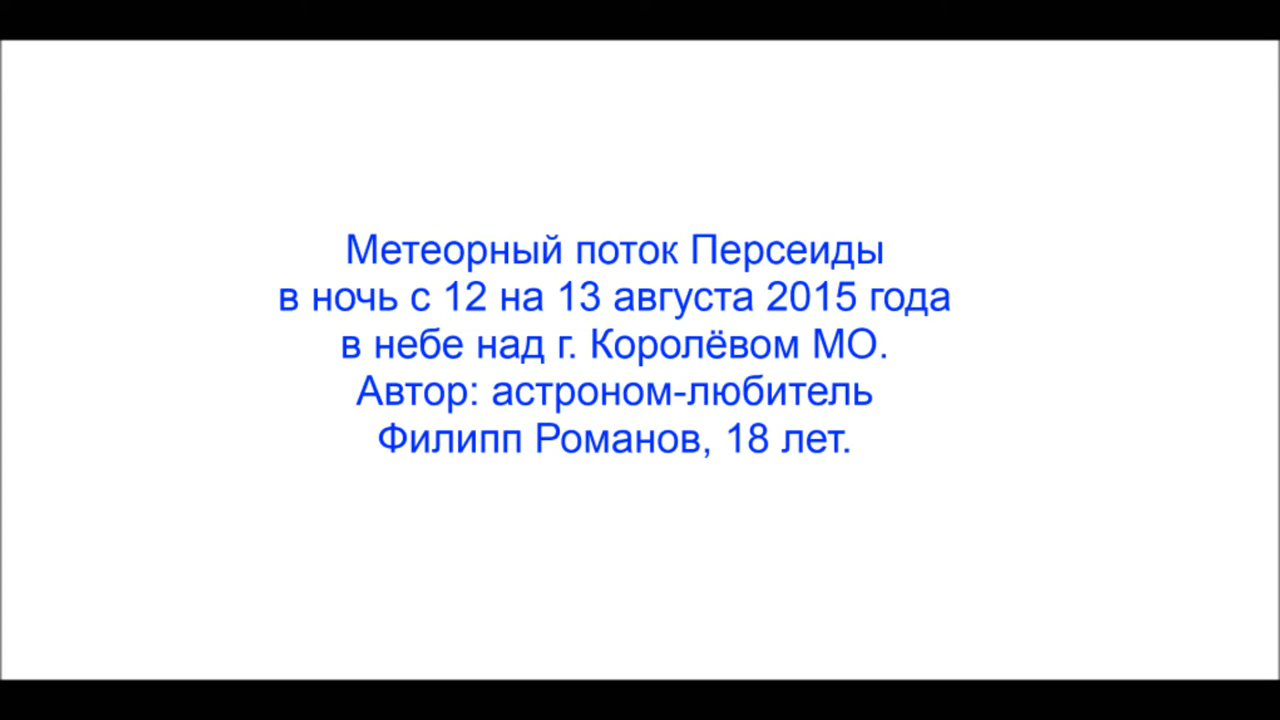 Метеорный поток Персеиды
в ночь с 12 на 13 августа 2015 года
в небе над г. Королёвом МО.
Автор: астроном-любитель
Филипп Романов, 18 лет.